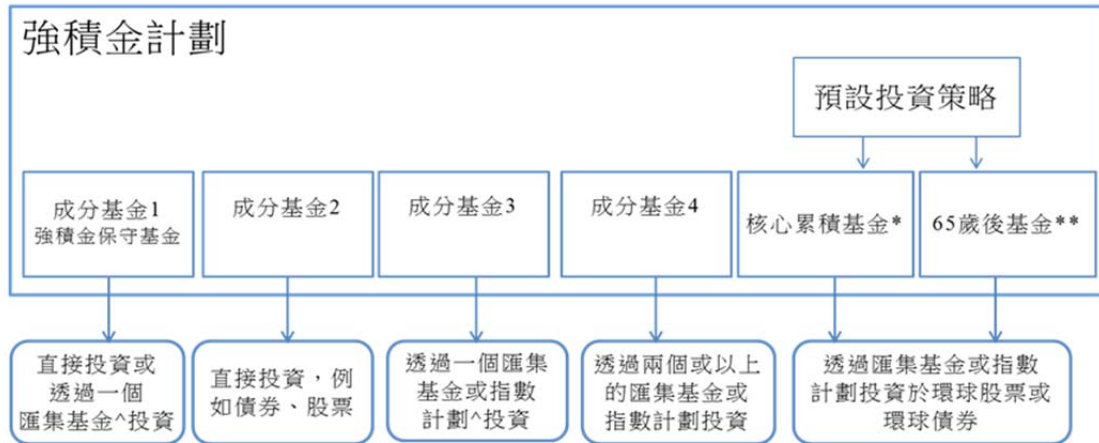 強積金計劃
預設投資策略
成分基金1
強積金保守基金
成分基金2
成分基金3
成分基金4
核心累積基金*
65歲後基金**
直接投資或
透過一個
匯集基金^投資
直接投資，例
如債券、股票
透過一個匯集
基金或指數
計劃^投資
透過兩個或以上
的匯集基金或
指數計劃投資
透過匯集基金或指數
計劃投資於環球股票或
環球債券